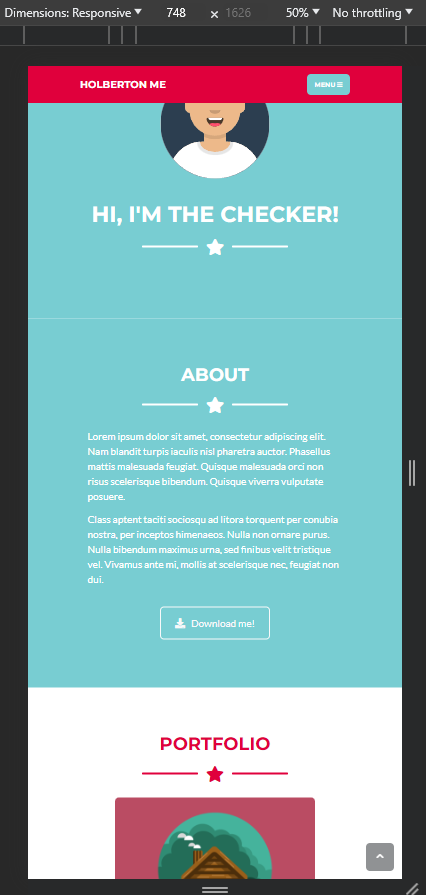 Dimensions: Responsive 748 × 1626 50% No throttling
HOLBERTON ME
MENU
HI, I'M THE CHECKER!
ABOUT
Lorem ipsum dolor sit amet, consectetur adipiscing elit.
Nam blandit turpis iaculis nisl pharetra auctor. Phasellus
mattis malesuada feugiat. Quisque malesuada orci non
risus scelerisque bibendum. Quisque viverra vulputate
posuere.
Class aptent taciti sociosqu ad litora torquent per conubia
nostra, per inceptos himenaeos. Nulla non ornare purus.
Nulla bibendum maximus urna, sed finibus velit tristique
vel. Vivamus ante mi, mollis at scelerisque nec, feugiat non
dui.
Download me!
PORTFOLIO